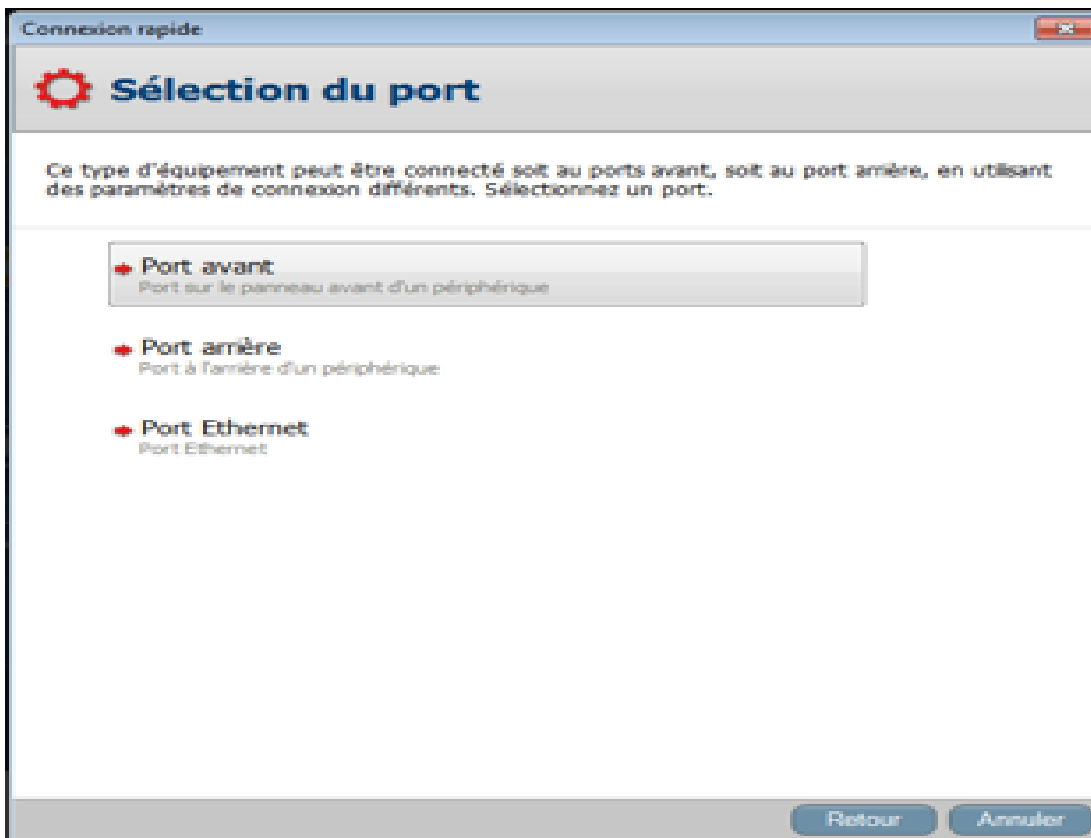 Connexion rapide
Sélection du port
Ce type d'équipement peut être connecté soit au ports avant, soit au port arrière, en utilisant
des paramètres de connexion différents. Sélectionnez un port.
Port avant
Port sur le panneau avant d'un périphérique
Port arrière
Port à l'arrière d'un périphérique
Port Ethernet
Port Ethernet
Retour
Annuler